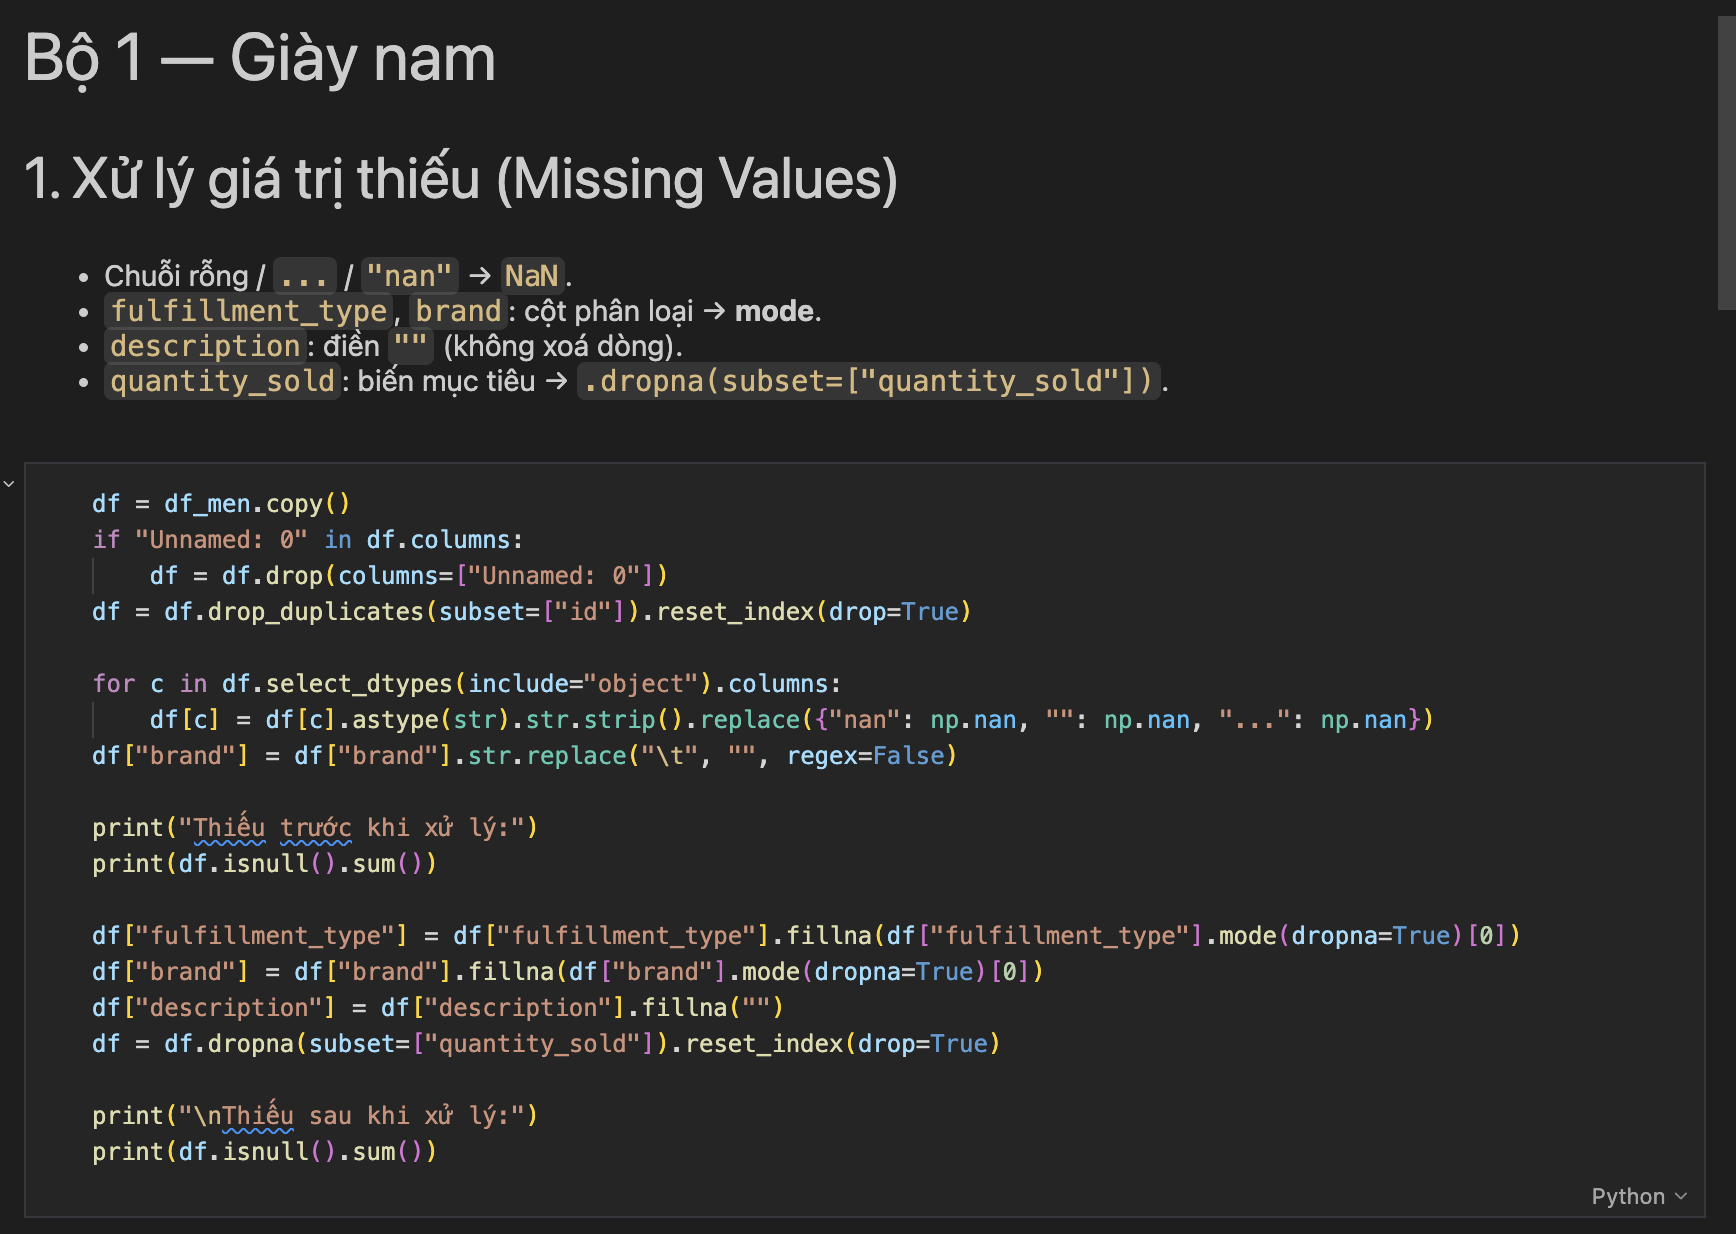 Bộ 1 — Giày nam
1. Xử lý giá trị thiếu (Missing Values)
• Chuỗi rỗng / ... / "nan" → NaN.
• fulfillment_type, brand: cột phân loại → mode.
• description: điền "" (không xoá dòng).
• quantity_sold: biến mục tiêu → .dropna(subset=["quantity_sold"]).
df = df_men.copy()
if "Unnamed: 0" in df.columns:
    df = df.drop(columns=["Unnamed: 0"])
df = df.drop_duplicates(subset=["id"]).reset_index(drop=True)
for c in df.select_dtypes(include="object").columns:
    df[c] = df[c].astype(str).str.strip().replace({"nan": np.nan, "": np.nan, "...": np.nan})
df["brand"] = df["brand"].str.replace("\t", "", regex=False)
print("Thiếu trước khi xử lý:")
print(df.isnull().sum())
df["fulfillment_type"] = df["fulfillment_type"].fillna(df["fulfillment_type"].mode(dropna=True)[0])
df["brand"] = df["brand"].fillna(df["brand"].mode(dropna=True)[0])
df["description"] = df["description"].fillna("")
df = df.dropna(subset=["quantity_sold"]).reset_index(drop=True)
print("\nThiếu sau khi xử lý:")
print(df.isnull().sum())
Python